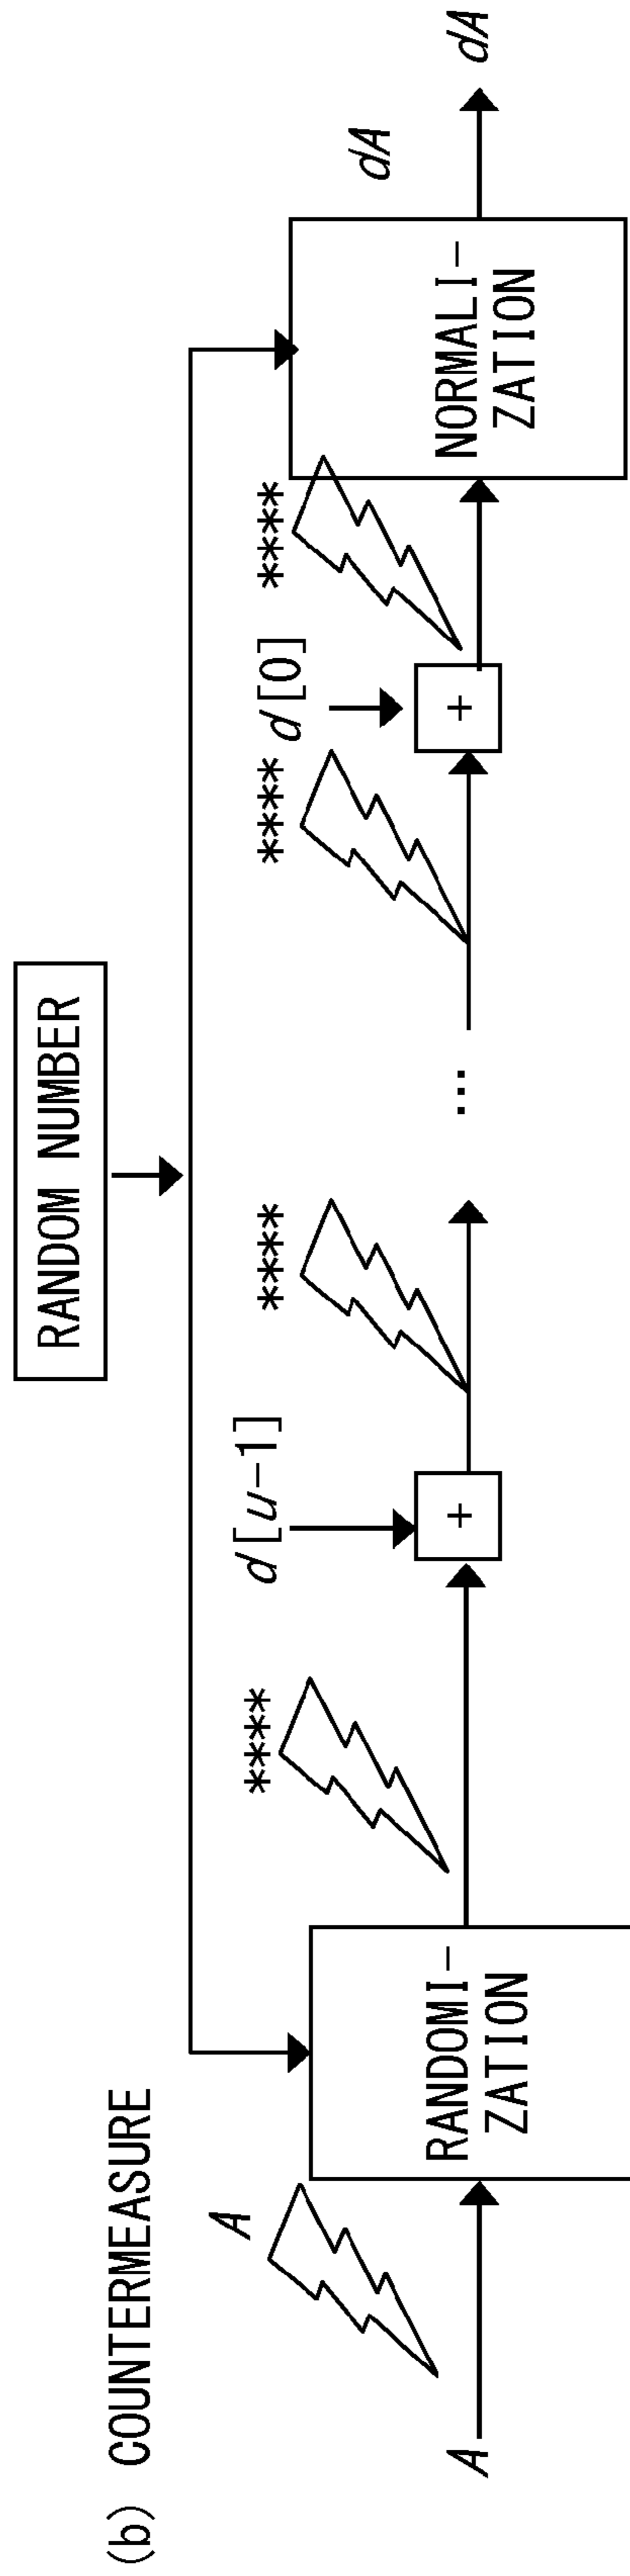 (b) COUNTERMEASURE
RANDOM NUMBER
A
A
RANDOMI-
ZATION
****
d[u-1]
+
****
...
****
d[0]
+
****
NORMALI-
ZATION
dA
dA